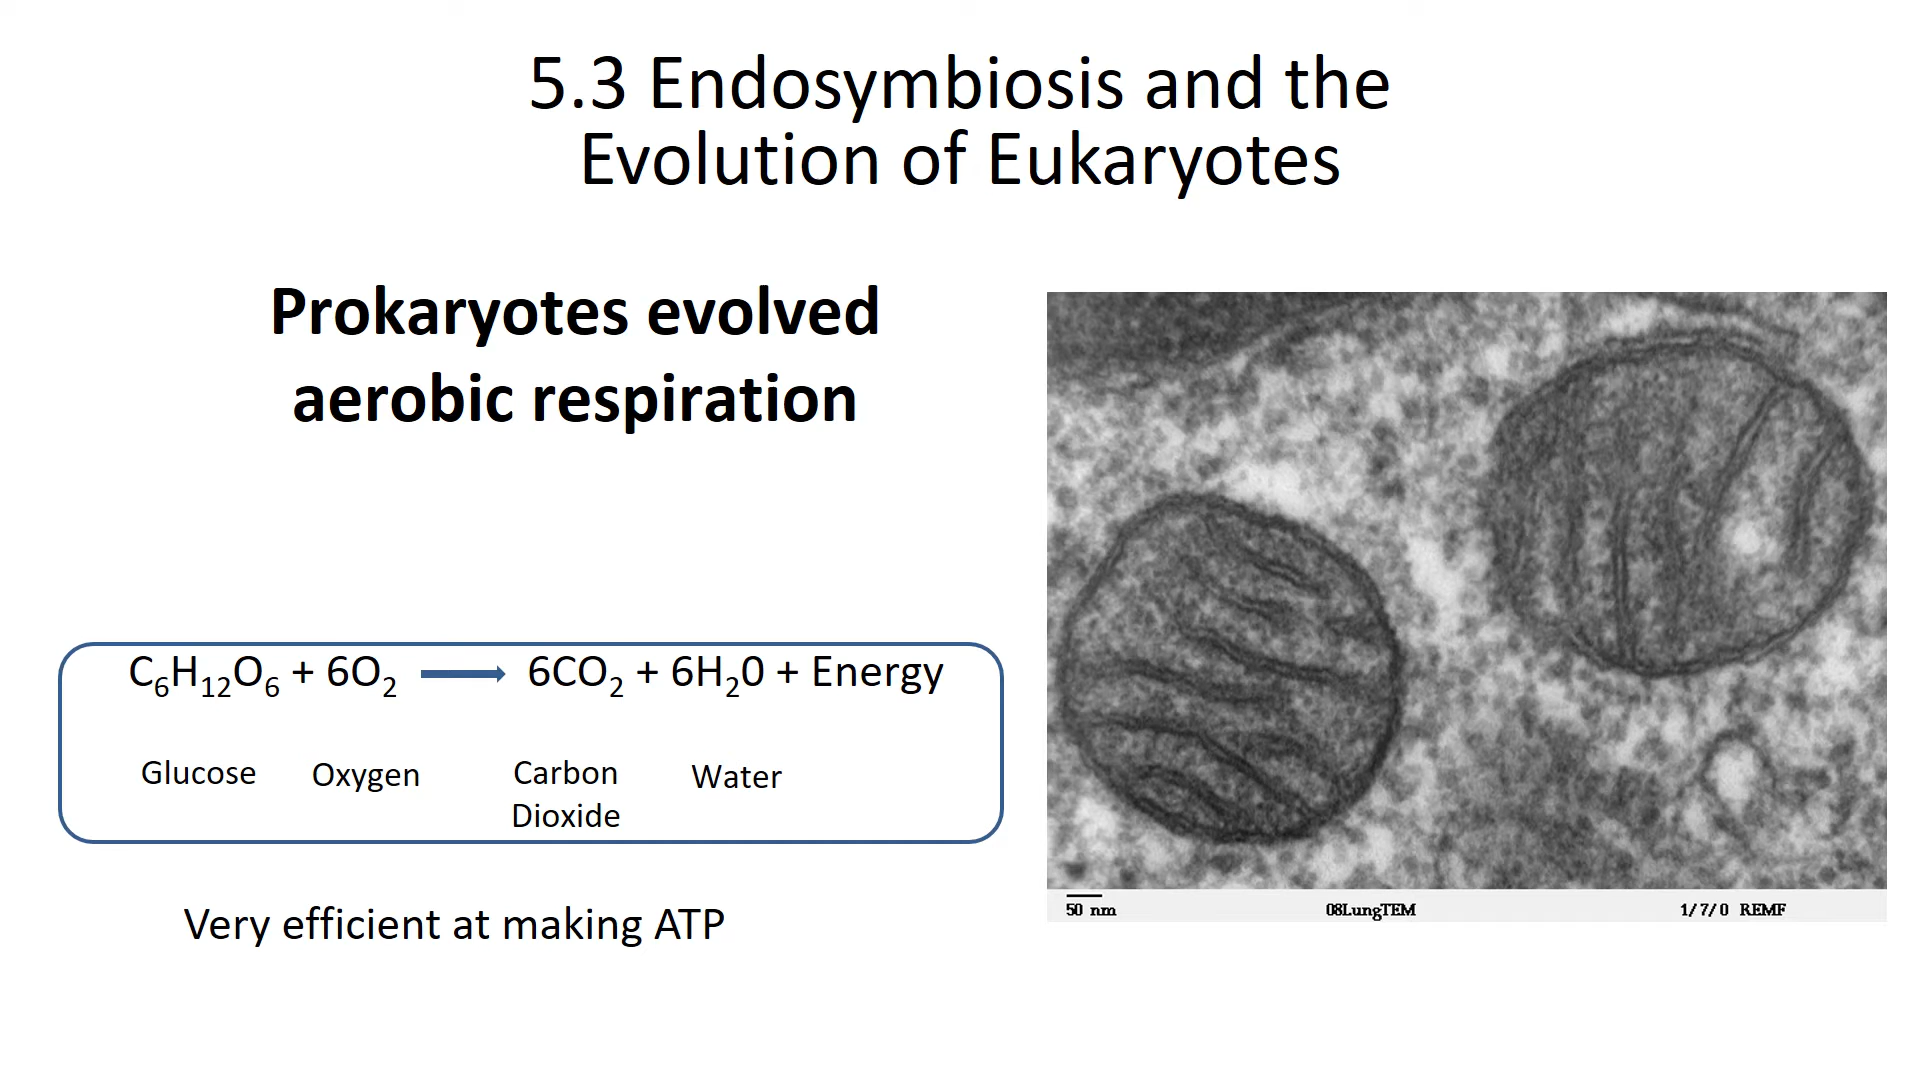 5.3 Endosymbiosis and the
Evolution of Eukaryotes
Prokaryotes evolved
aerobic respiration
C₆H₁₂O₆ + 6O₂ → 6CO₂ + 6H₂0 + Energy
Glucose Oxygen Carbon Dioxide Water
Very efficient at making ATP
50 nm 08LungTEM 1/7/0 REMF